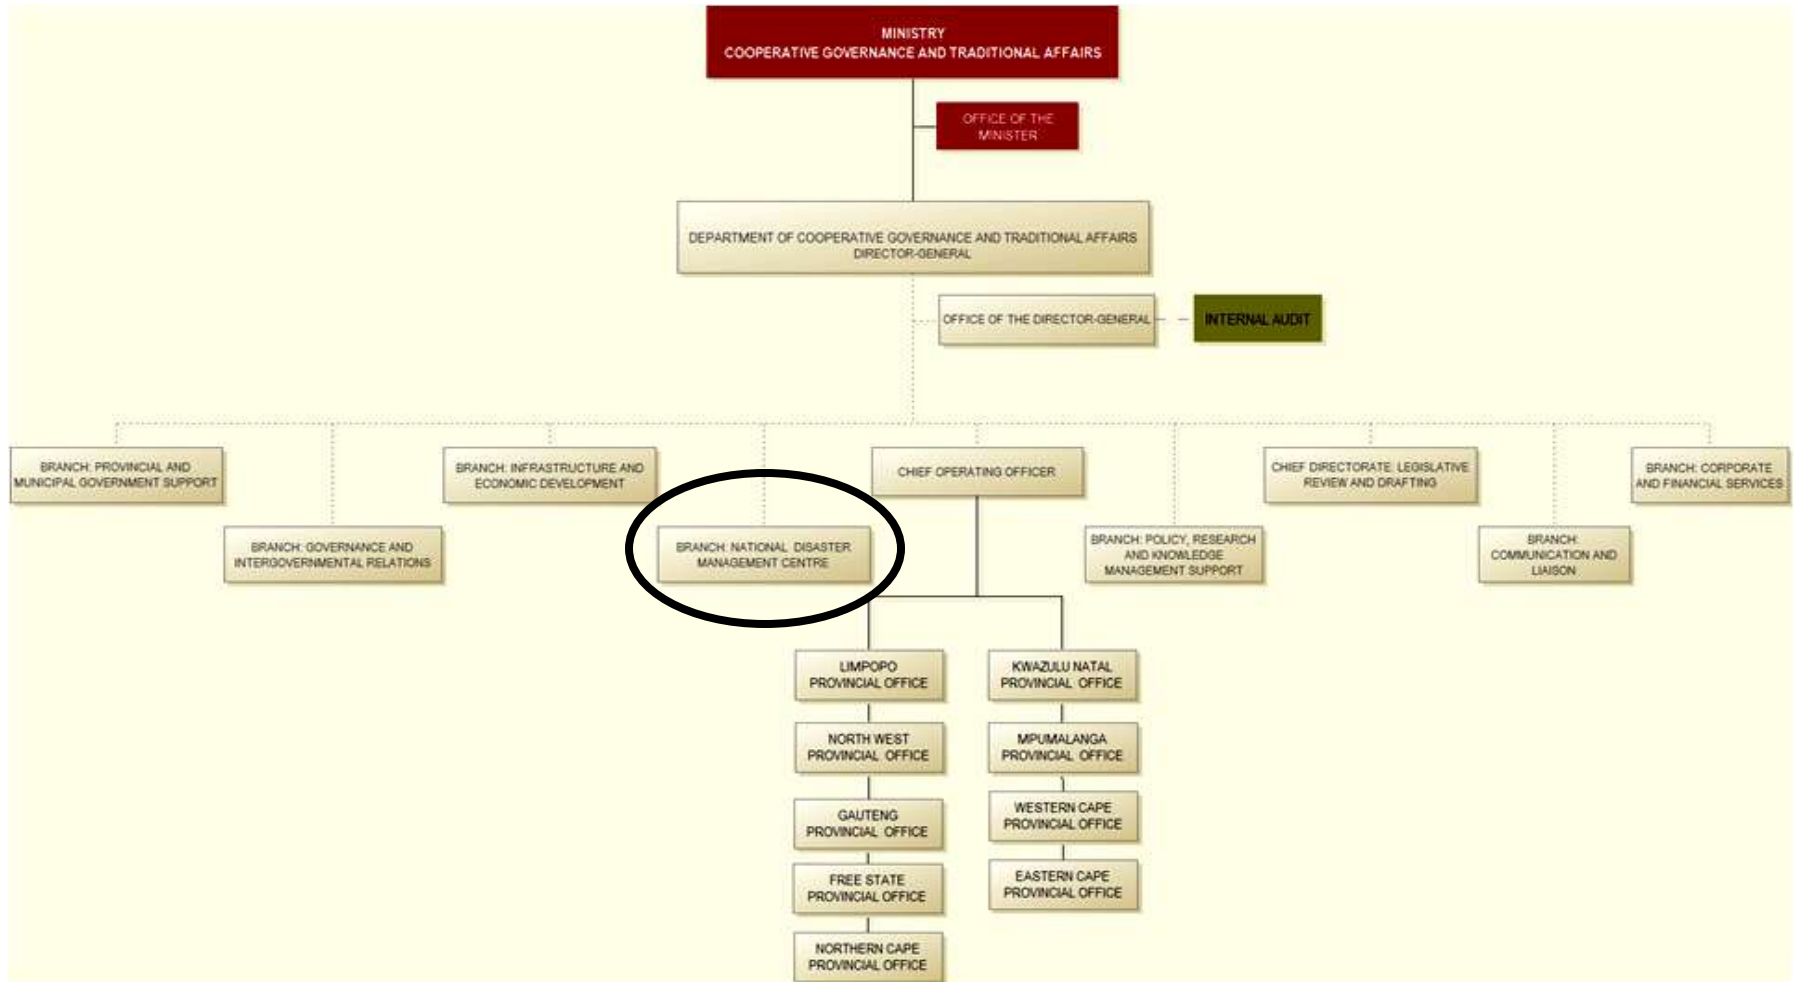 MINISTRY
COOPERATIVE GOVERNANCE AND TRADITIONAL AFFAIRS
OFFICE OF THE
MINISTER
DEPARTMENT OF COOPERATIVE GOVERNANCE AND TRADITIONAL AFFAIRS
DIRECTOR-GENERAL
OFFICE OF THE DIRECTOR-GENERAL
INTERNAL AUDIT
BRANCH: PROVINCIAL AND
MUNICIPAL GOVERNMENT SUPPORT
BRANCH: GOVERNANCE AND
INTERGOVERNMENTAL RELATIONS
BRANCH: INFRASTRUCTURE AND
ECONOMIC DEVELOPMENT
BRANCH: NATIONAL DISASTER
MANAGEMENT CENTRE
CHIEF OPERATING OFFICER
BRANCH: POLICY, RESEARCH
AND KNOWLEDGE
MANAGEMENT SUPPORT
CHIEF DIRECTORATE: LEGISLATIVE
REVIEW AND DRAFTING
BRANCH:
COMMUNICATION AND
LIAISON
BRANCH: CORPORATE
AND FINANCIAL SERVICES
LIMPOPO
PROVINCIAL OFFICE
NORTH WEST
PROVINCIAL OFFICE
GAUTENG
PROVINCIAL OFFICE
FREE STATE
PROVINCIAL OFFICE
NORTHERN CAPE
PROVINCIAL OFFICE
KWAZULU NATAL
PROVINCIAL OFFICE
MPUMALANGA
PROVINCIAL OFFICE
WESTERN CAPE
PROVINCIAL OFFICE
EASTERN CAPE
PROVINCIAL OFFICE